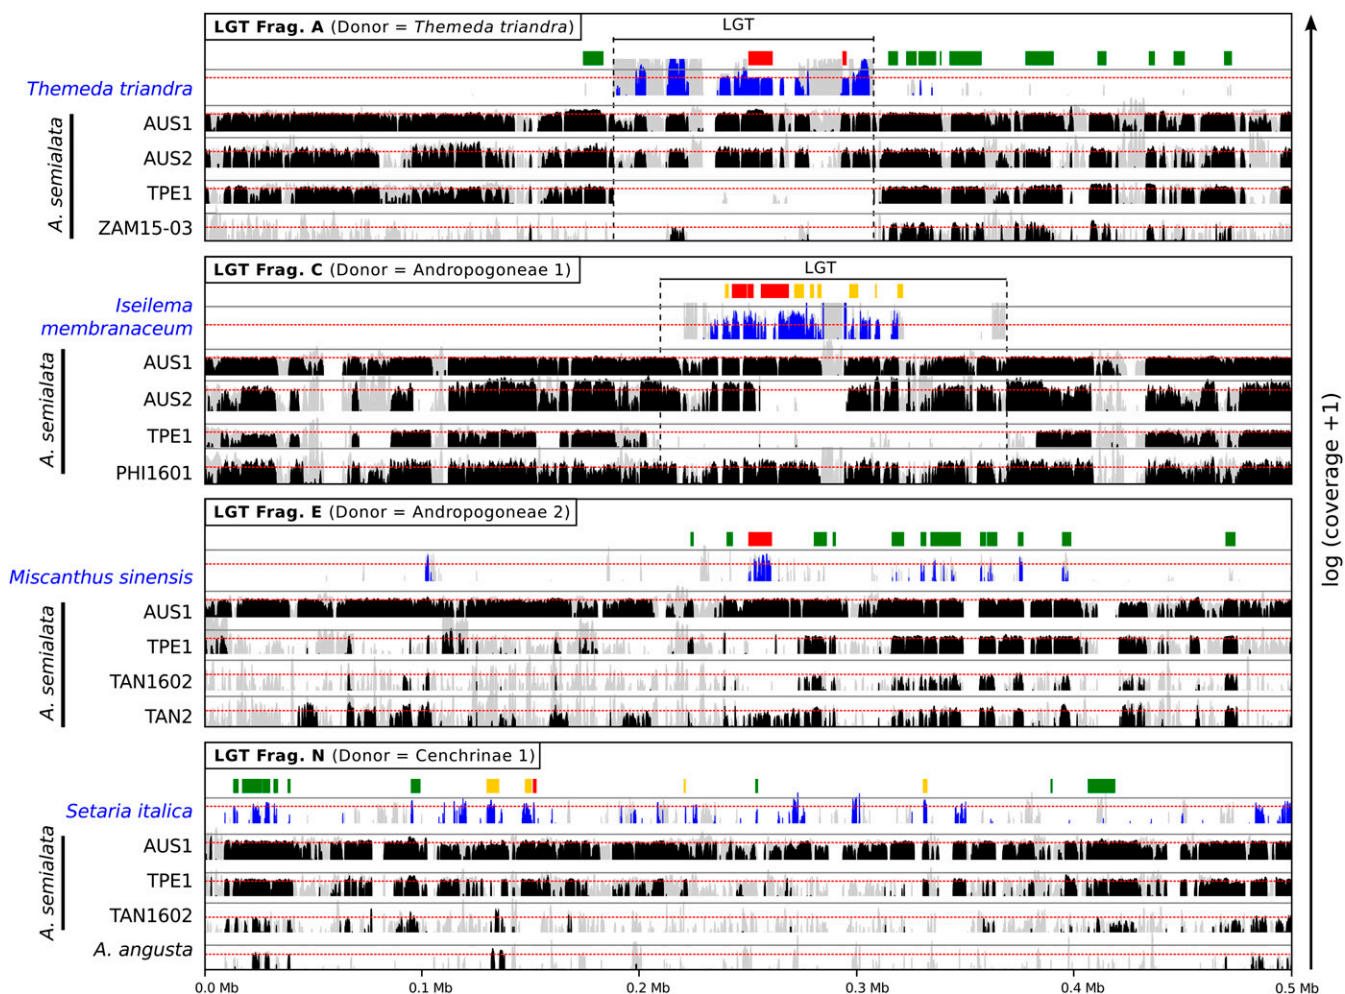 LGT Frag. A (Donor = Themeda triandra)
LGT
Themeda triandra
A. semialata
AUS1
AUS2
TPE1
ZAM15-03
LGT Frag. C (Donor = Andropogoneae 1)
LGT
Iseilema
membranaceum
A. semialata
AUS1
AUS2
TPE1
PHI1601
LGT Frag. E (Donor = Andropogoneae 2)
Miscanthus sinensis
A. semialata
AUS1
TPE1
TAN1602
TAN2
LGT Frag. N (Donor = Cenchrinae 1)
Setaria italica
A. semialata
AUS1
TPE1
TAN1602
A. angusta
0.0 Mb 0.1 Mb 0.2 Mb 0.3 Mb 0.4 Mb 0.5 Mb
log (coverage +1)